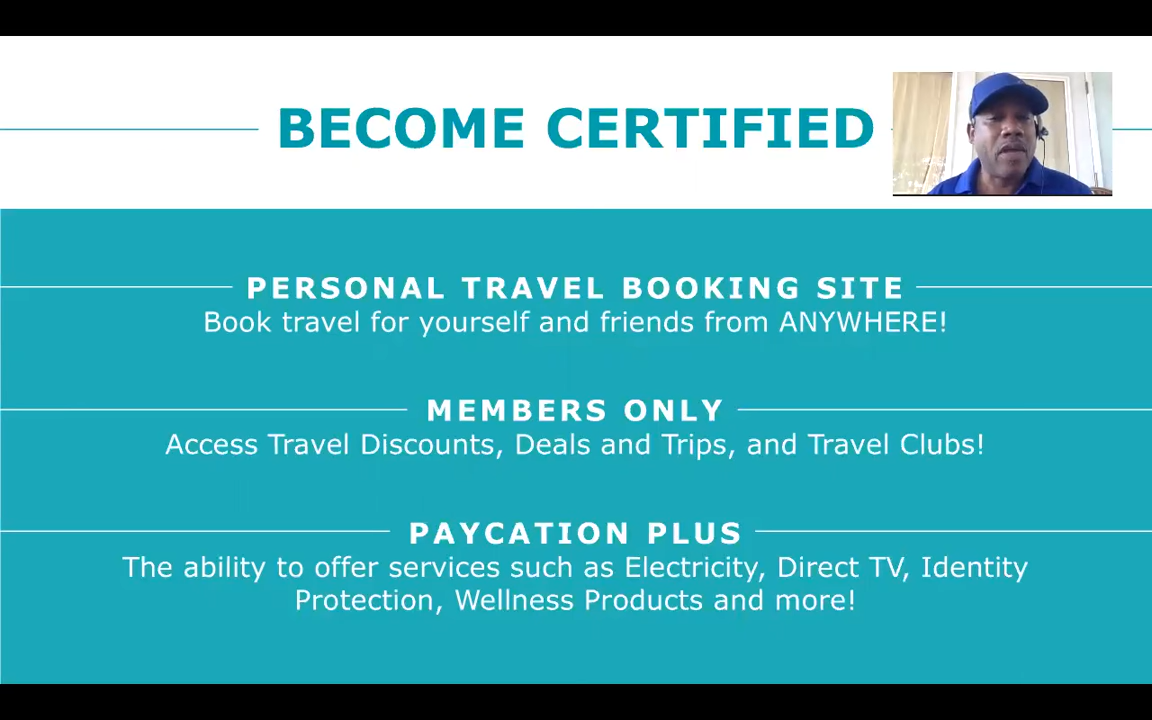 BECOME CERTIFIED
PERSONAL TRAVEL BOOKING SITE
Book travel for yourself and friends from ANYWHERE!
MEMBERS ONLY
Access Travel Discounts, Deals and Trips, and Travel Clubs!
PAYCATION PLUS
The ability to offer services such as Electricity, Direct TV, Identity
Protection, Wellness Products and more!